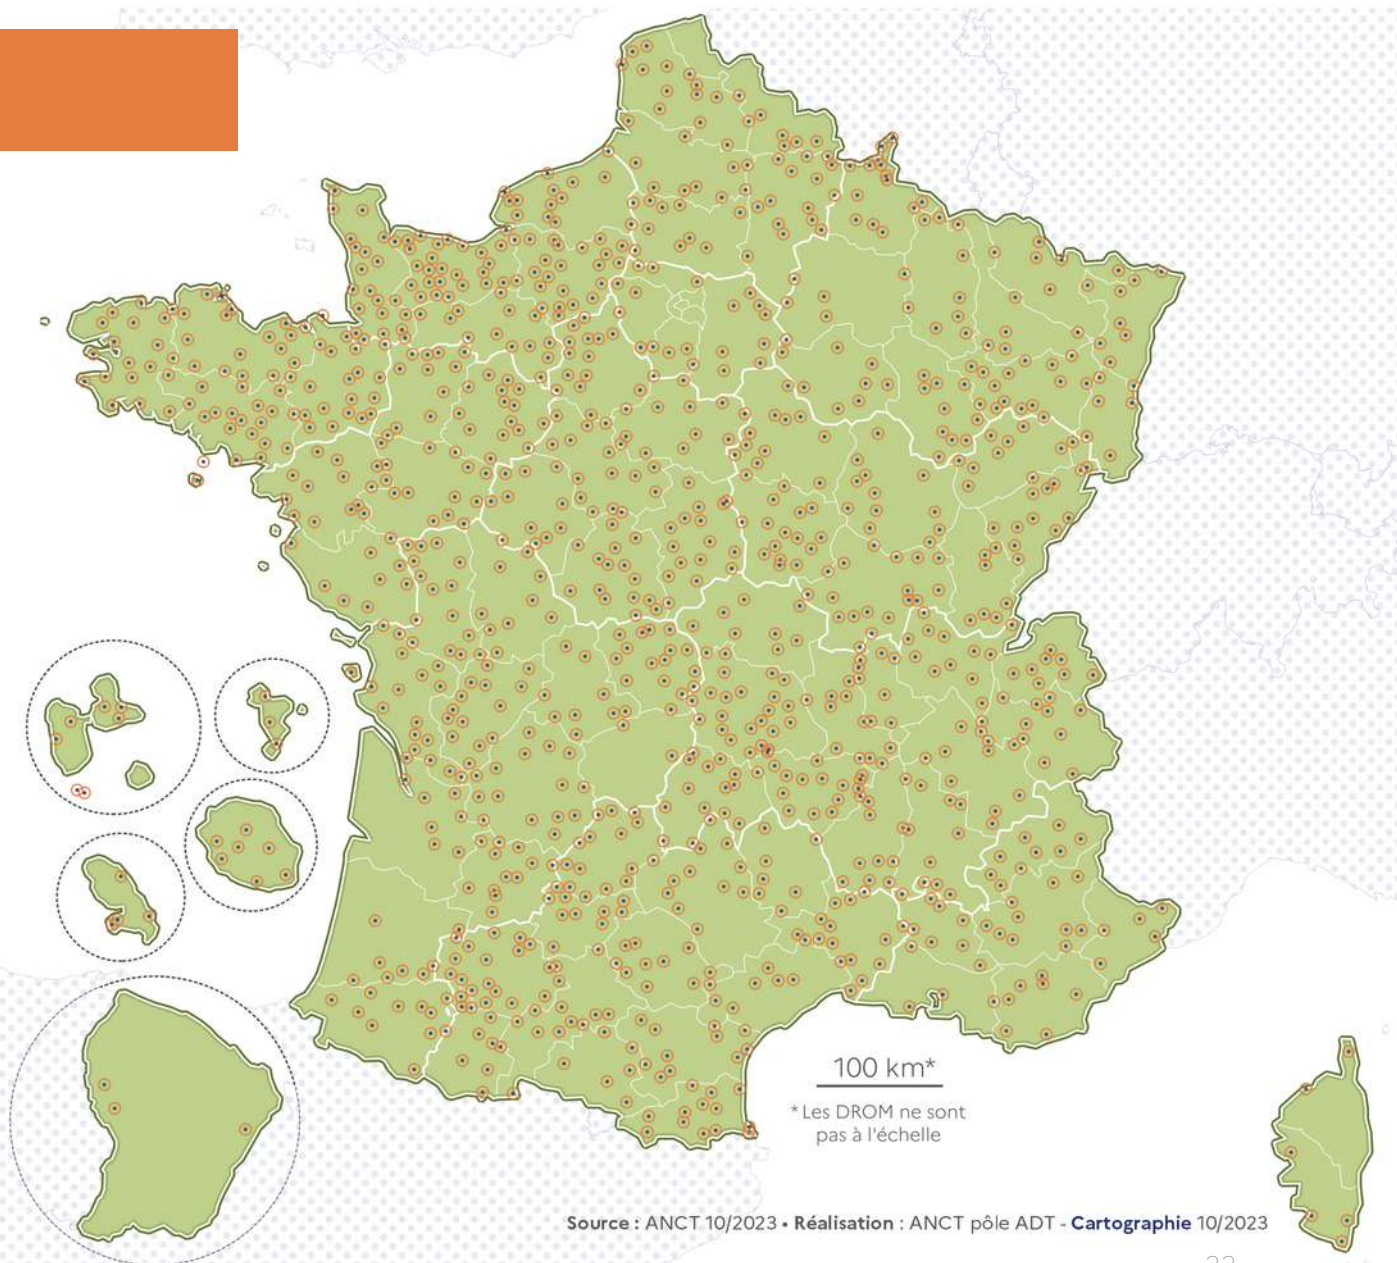 100 km*
* Les DROM ne sont
pas à l'échelle
Source : ANCT 10/2023 • Réalisation : ANCT pôle ADT - Cartographie 10/2023